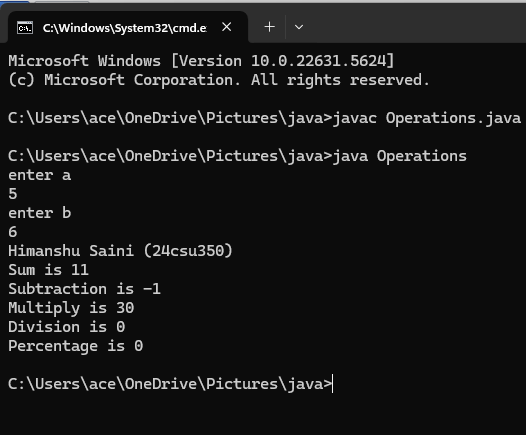 C:\Windows\System32\cmd.e
Microsoft Windows [Version 10.0.22631.5624]
(c) Microsoft Corporation. All rights reserved.
C:\Users\ace\OneDrive\Pictures\java>javac Operations.java
C:\Users\ace\OneDrive\Pictures\java>java Operations
enter a
5
enter b
6
Himanshu Saini (24csu350)
Sum is 11
Subtraction is -1
Multiply is 30
Division is 0
Percentage is 0
C:\Users\ace\OneDrive\Pictures\java>